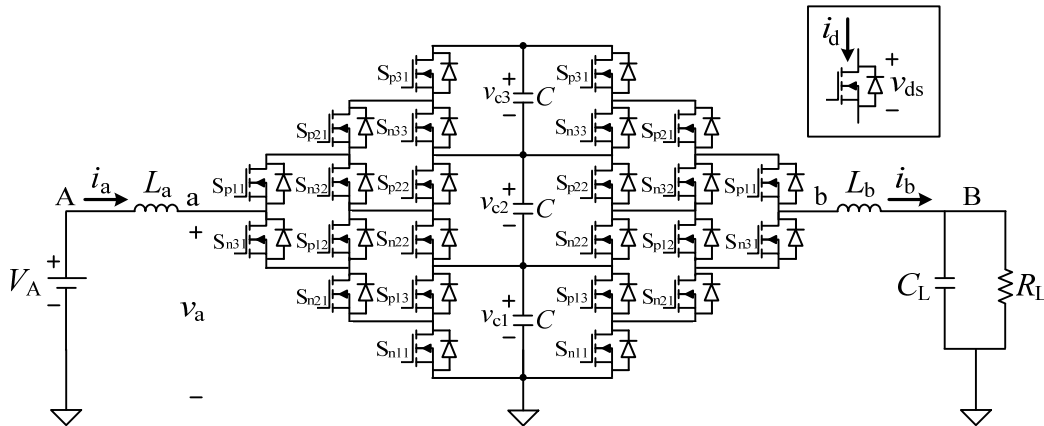 i_d
+
v_ds
−
S_p31 + v_c3 C − S_p31
S_p21 S_n33 S_n33 S_p21
S_p11 S_n32 S_p22 + v_c2 C − S_p22 S_n32 S_p11
A i_a L_a a b L_b i_b B
S_n31 S_p12 S_n22 S_n22 S_p12 S_n31
+
V_A + −
v_a
−
S_n21 S_p13 + v_c1 C − S_p13 S_n21
C_L R_L
S_n11 S_n11